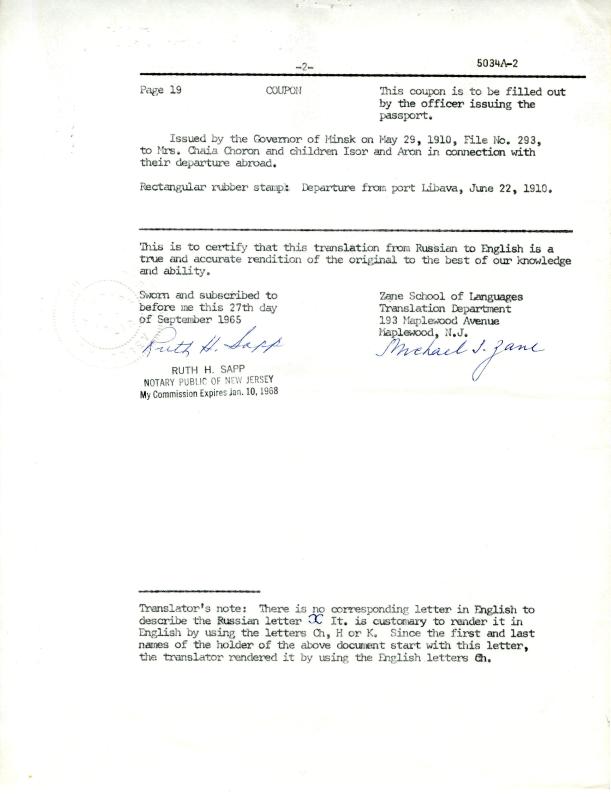 -2-
5034A-2
Page 19 COUPON This coupon is to be filled out
by the officer issuing the
passport.
Issued by the Governor of Minsk on May 29, 1910, File No. 293,
to Mrs. Chaia Choron and children Isor and Aron in connection with
their departure abroad.
Rectangular rubber stamp: Departure from port Libava, June 22, 1910.
This is to certify that this translation from Russian to English is a
true and accurate rendition of the original to the best of our knowledge
and ability.
Sworn and subscribed to
before me this 27th day
of September 1965
Ruth H. Sapp
RUTH H. SAPP
NOTARY PUBLIC OF NEW JERSEY
My Commission Expires Jan. 10, 1968
Zane School of Languages
Translation Department
193 Maplewood Avenue
Maplewood, N.J.
Michael I. Zane
Translator's note: There is no corresponding letter in English to
describe the Russian letter X It. is customary to render it in
English by using the letters Ch, H or K. Since the first and last
names of the holder of the above document start with this letter,
the translator rendered it by using the English letters Ch.